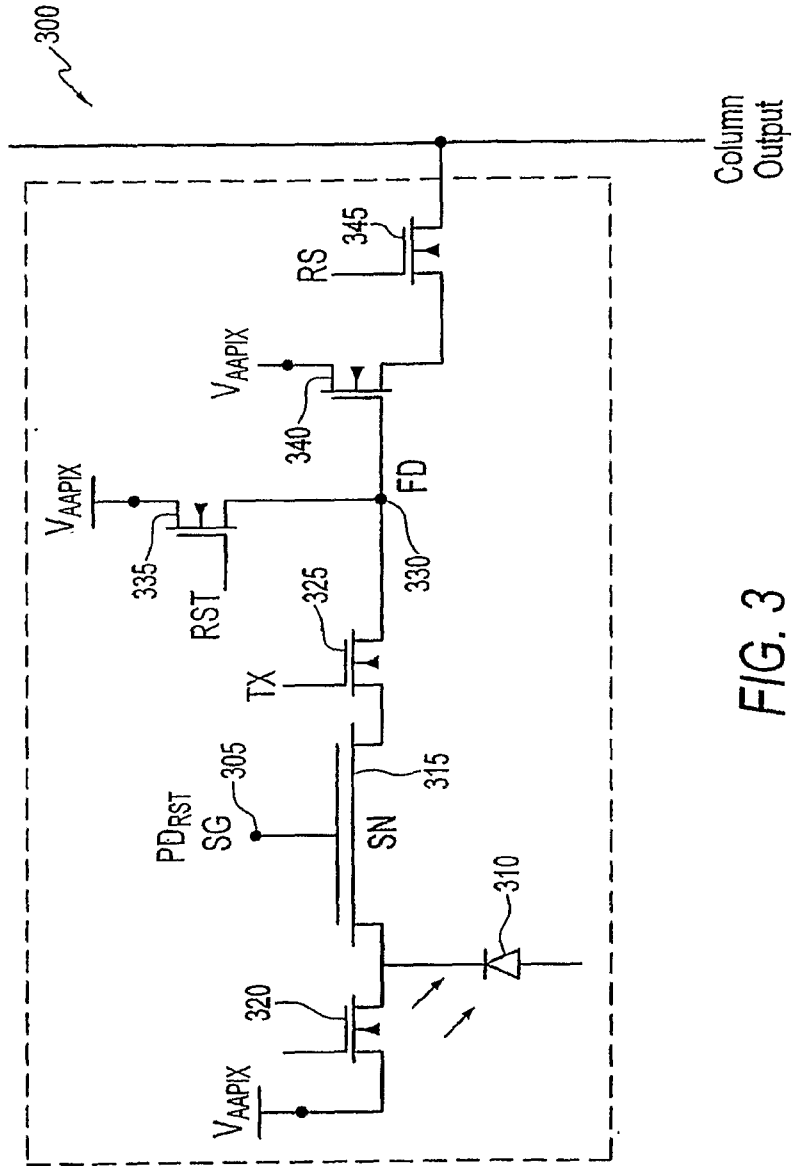 300
Column
Output
345
RS
VAAPIX
340
VAAPIX
335
RST
FD
330
325
TX
305
PDRST
SG
SN
315
310
320
VAAPIX
FIG. 3